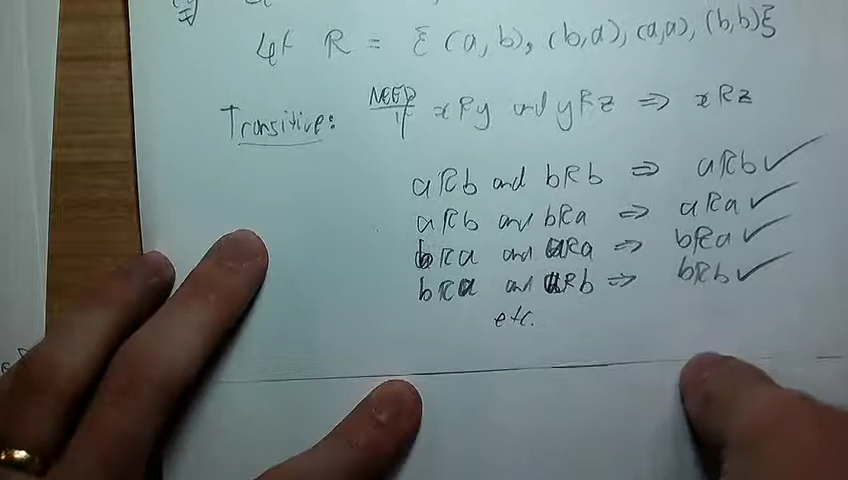 Let R = { (a,b), (b,a), (a,a), (b,b) }
Transitive: NEED If xRy and yRz ⇒ xRz
aRb and bRb ⇒ aRb ✓
aRb and bRa ⇒ aRa ✓
bRa and aRa ⇒ bRa ✓
bRa and aRb ⇒ bRb ✓
etc.